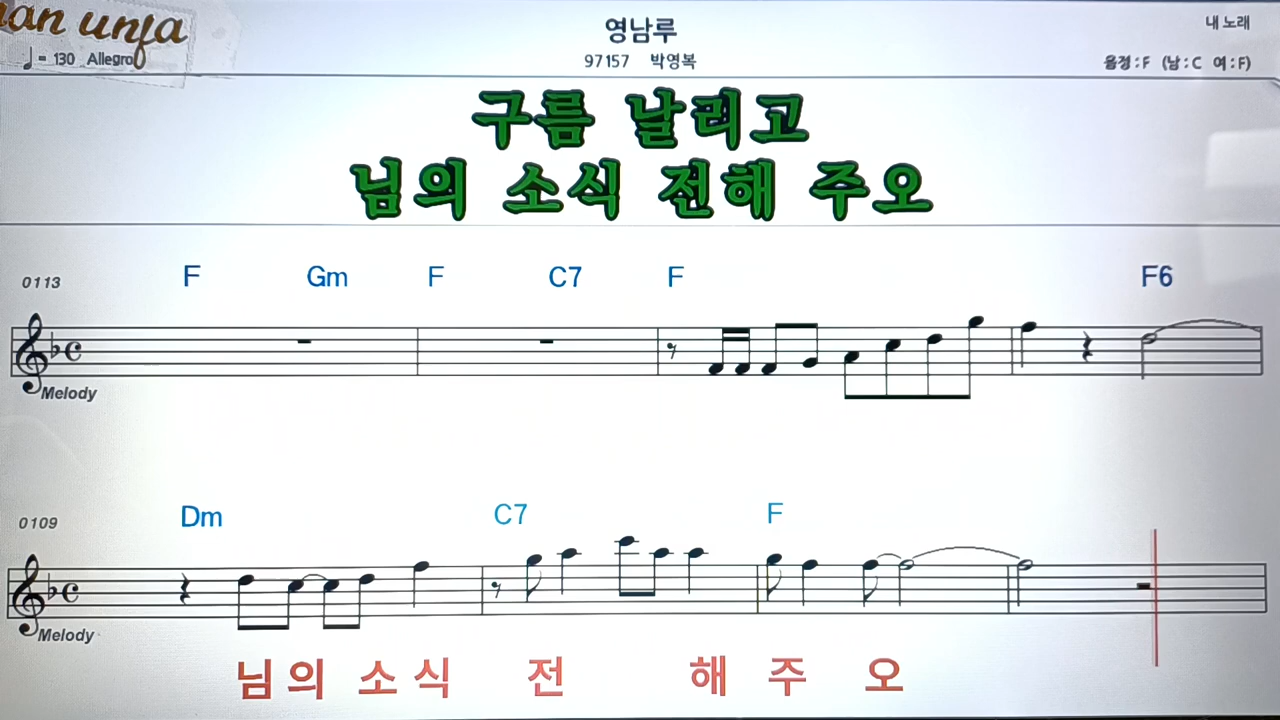 영남루
내 노래
♩ = 130 Allegro
97157 박영복
음정 : F (남 : C 여 : F)
구름 날리고
님의 소식 전해 주오
0113 F Gm F C7 F F6
Melody
0109 Dm C7 F
Melody
님의 소식 전 해 주 오